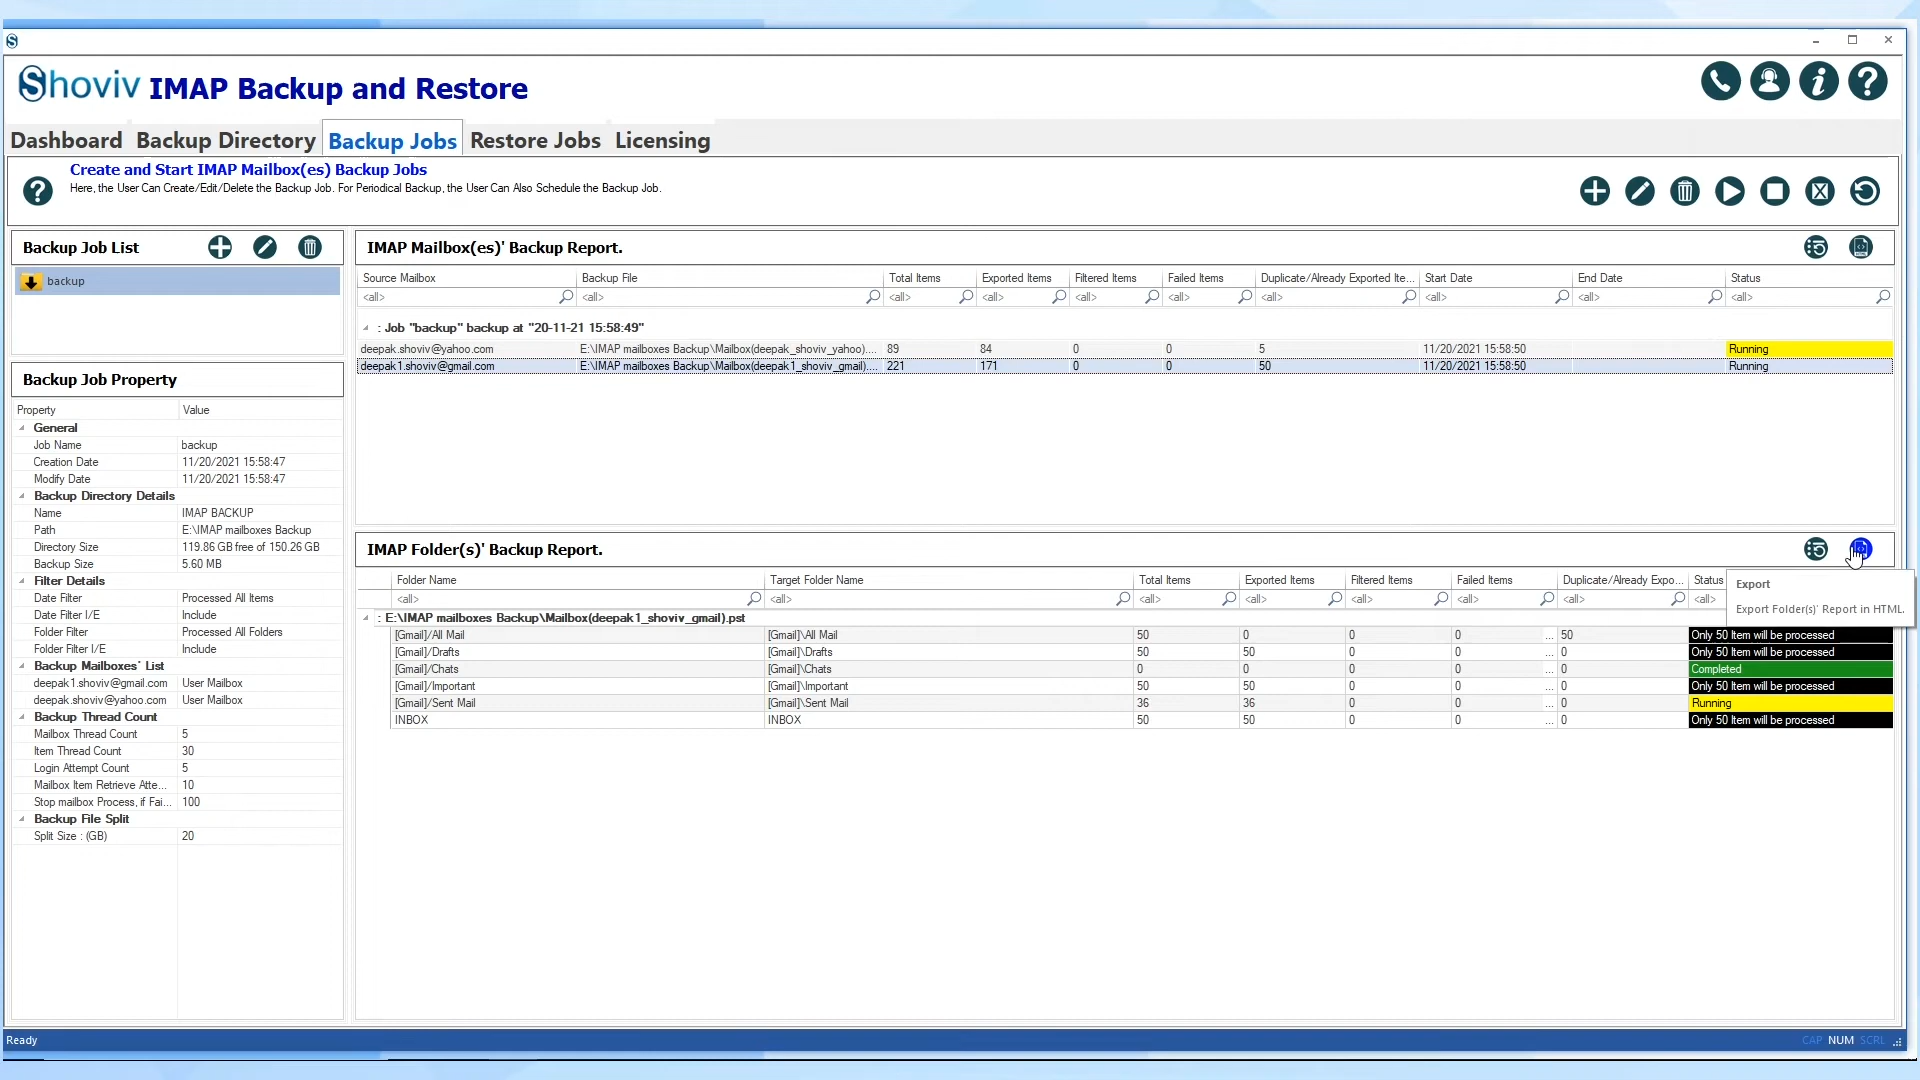 Shoviv IMAP Backup and Restore
Dashboard Backup Directory Backup Jobs Restore Jobs Licensing
Create and Start IMAP Mailbox(es) Backup Jobs
Here, the User Can Create/Edit/Delete the Backup Job. For Periodical Backup, the User Can Also Schedule the Backup Job.
Backup Job List
backup
Backup Job Property
Property Value
General
Job Name backup
Creation Date 11/20/2021 15:58:47
Modify Date 11/20/2021 15:58:47
Backup Directory Details
Name IMAP BACKUP
Path E:\IMAP mailboxes Backup
Directory Size 119.86 GB free of 150.26 GB
Backup Size 5.60 MB
Filter Details
Date Filter Processed All Items
Date Filter I/E Include
Folder Filter Processed All Folders
Folder Filter I/E Include
Backup Mailboxes' List
deepak1.shoviv@gmail.com User Mailbox
deepak.shoviv@yahoo.com User Mailbox
Backup Thread Count
Mailbox Thread Count 5
Item Thread Count 30
Login Attempt Count 5
Mailbox Item Retrieve Atte... 10
Stop mailbox Process, if Fai... 100
Backup File Split
Split Size : (GB) 20
IMAP Mailbox(es)' Backup Report.
Source Mailbox Backup File Total Items Exported Items Filtered Items Failed Items Duplicate/Already Exported Ite... Start Date End Date Status
<all> <all> <all> <all> <all> <all> <all> <all> <all> <all>
: Job "backup" backup at "20-11-21 15:58:49"
deepak.shoviv@yahoo.com E:\IMAP mailboxes Backup\Mailbox(deepak_shoviv_yahoo).... 89 84 0 0 5 11/20/2021 15:58:50 Running
deepak1.shoviv@gmail.com E:\IMAP mailboxes Backup\Mailbox(deepak1_shoviv_gmail).... 221 171 0 0 50 11/20/2021 15:58:50 Running
IMAP Folder(s)' Backup Report.
Folder Name Target Folder Name Total Items Exported Items Filtered Items Failed Items Duplicate/Already Expo... Status
<all> <all> <all> <all> <all> <all> <all> <all>
Export
Export Folder(s)' Report in HTML.
: E:\IMAP mailboxes Backup\Mailbox(deepak1_shoviv_gmail).pst
[Gmail]/All Mail [Gmail]\All Mail 50 0 0 0 ... 50 Only 50 Item will be processed
[Gmail]/Drafts [Gmail]\Drafts 50 50 0 0 ... 0 Only 50 Item will be processed
[Gmail]/Chats [Gmail]\Chats 0 0 0 0 ... 0 Completed
[Gmail]/Important [Gmail]\Important 50 50 0 0 ... 0 Only 50 Item will be processed
[Gmail]/Sent Mail [Gmail]\Sent Mail 36 36 0 0 ... 0 Running
INBOX INBOX 50 50 0 0 ... 0 Only 50 Item will be processed
Ready CAP NUM SCRL